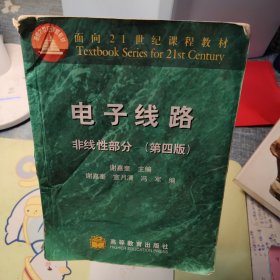 面向21世纪课程教材
Textbook Series for 21st Century
电子线路
非线性部分 (第四版)
谢嘉奎 主编
谢嘉奎 宣月清 冯军 编
高等教育出版社